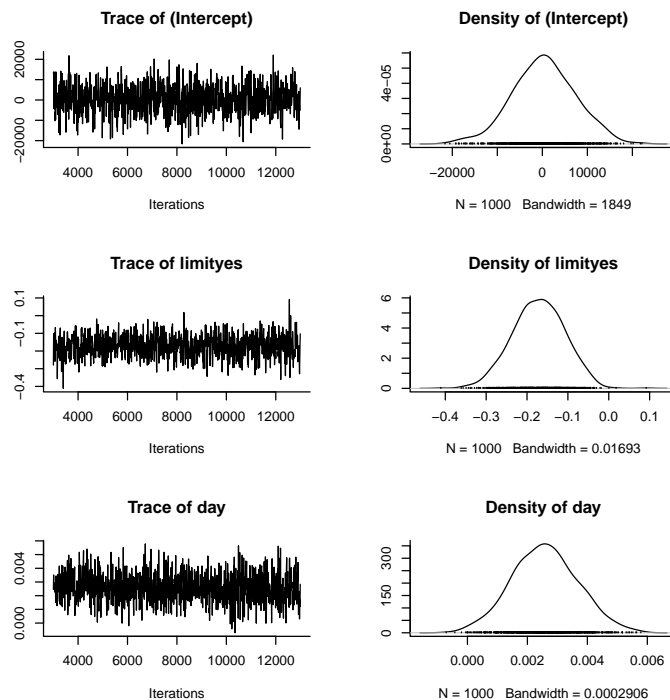 Trace of (Intercept)
20000
0
−20000
4000 6000 8000 10000 12000
Iterations
Density of (Intercept)
4e−05
0e+00
−20000 0 10000
N = 1000 Bandwidth = 1849
Trace of limityes
0.1
−0.1
−0.4
4000 6000 8000 10000 12000
Iterations
Density of limityes
6
4
2
0
−0.4 −0.3 −0.2 −0.1 0.0 0.1
N = 1000 Bandwidth = 0.01693
Trace of day
0.004
0.000
4000 6000 8000 10000 12000
Iterations
Density of day
300
150
0
0.000 0.002 0.004 0.006
N = 1000 Bandwidth = 0.0002906